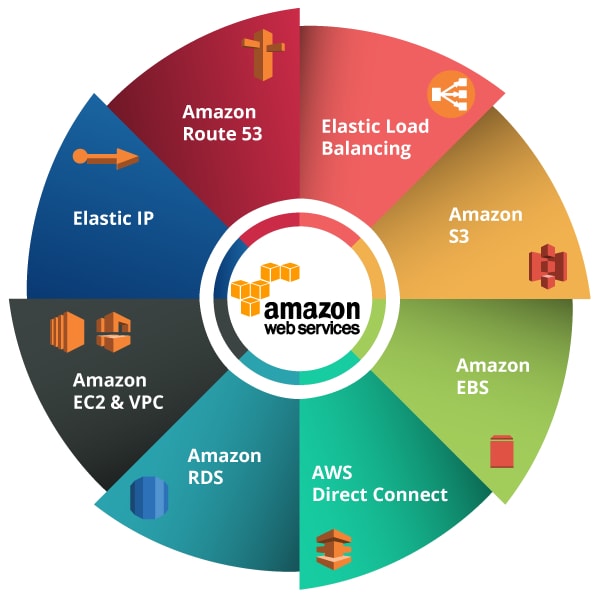 Amazon
Route 53
Elastic Load
Balancing
Amazon
S3
Amazon
EBS
AWS
Direct Connect
Amazon
RDS
Amazon
EC2 & VPC
Elastic IP
amazon
web services